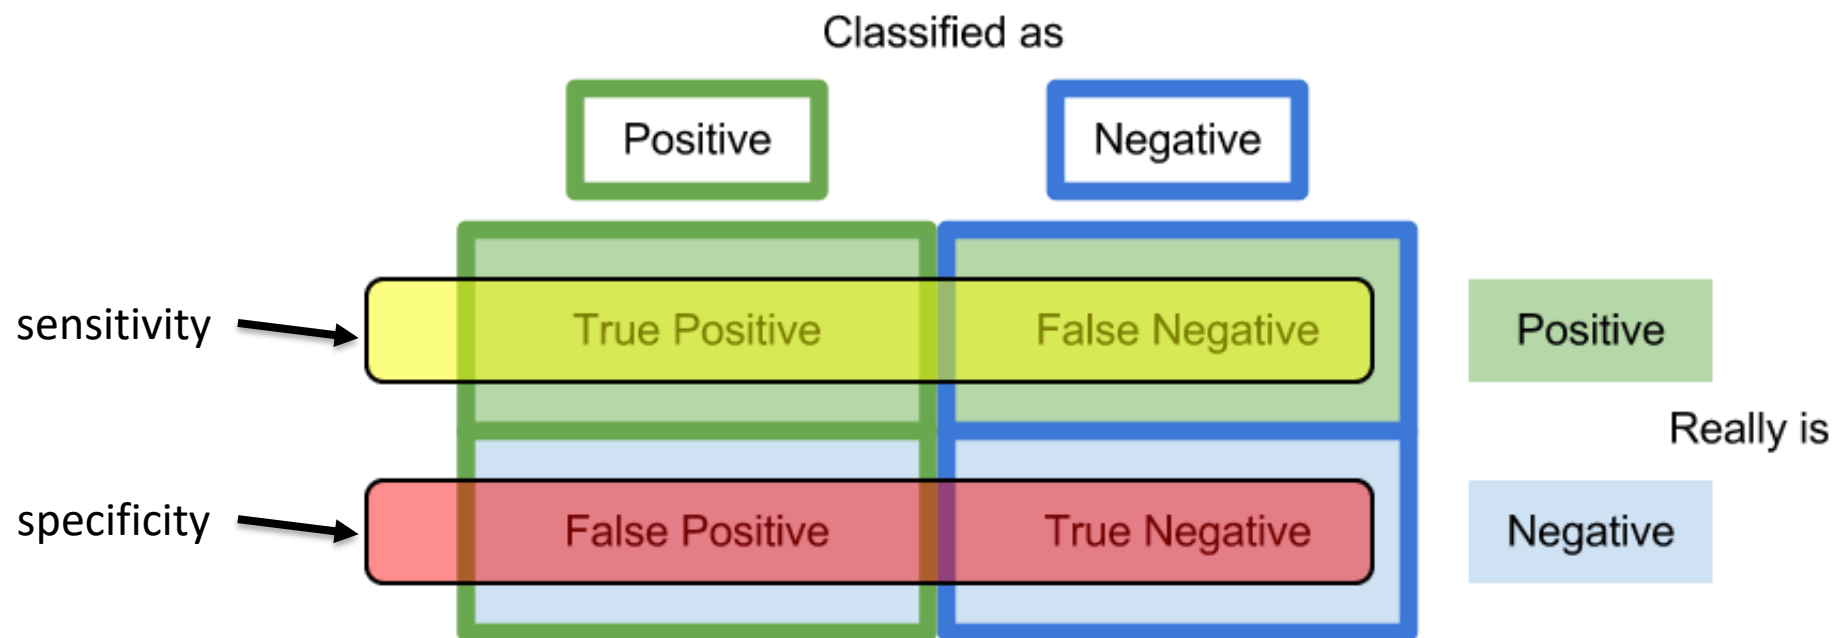 Classified as
Positive
Negative
sensitivity
True Positive
False Negative
Positive
Really is
specificity
False Positive
True Negative
Negative